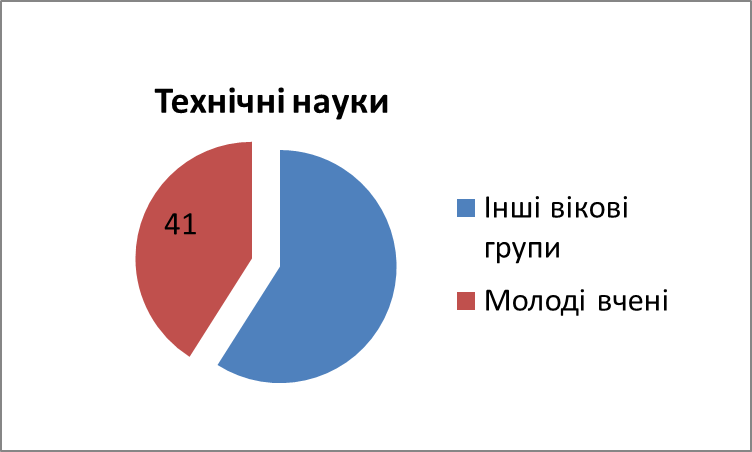 Технічні науки
41
Інші вікові
групи
Молоді вчені